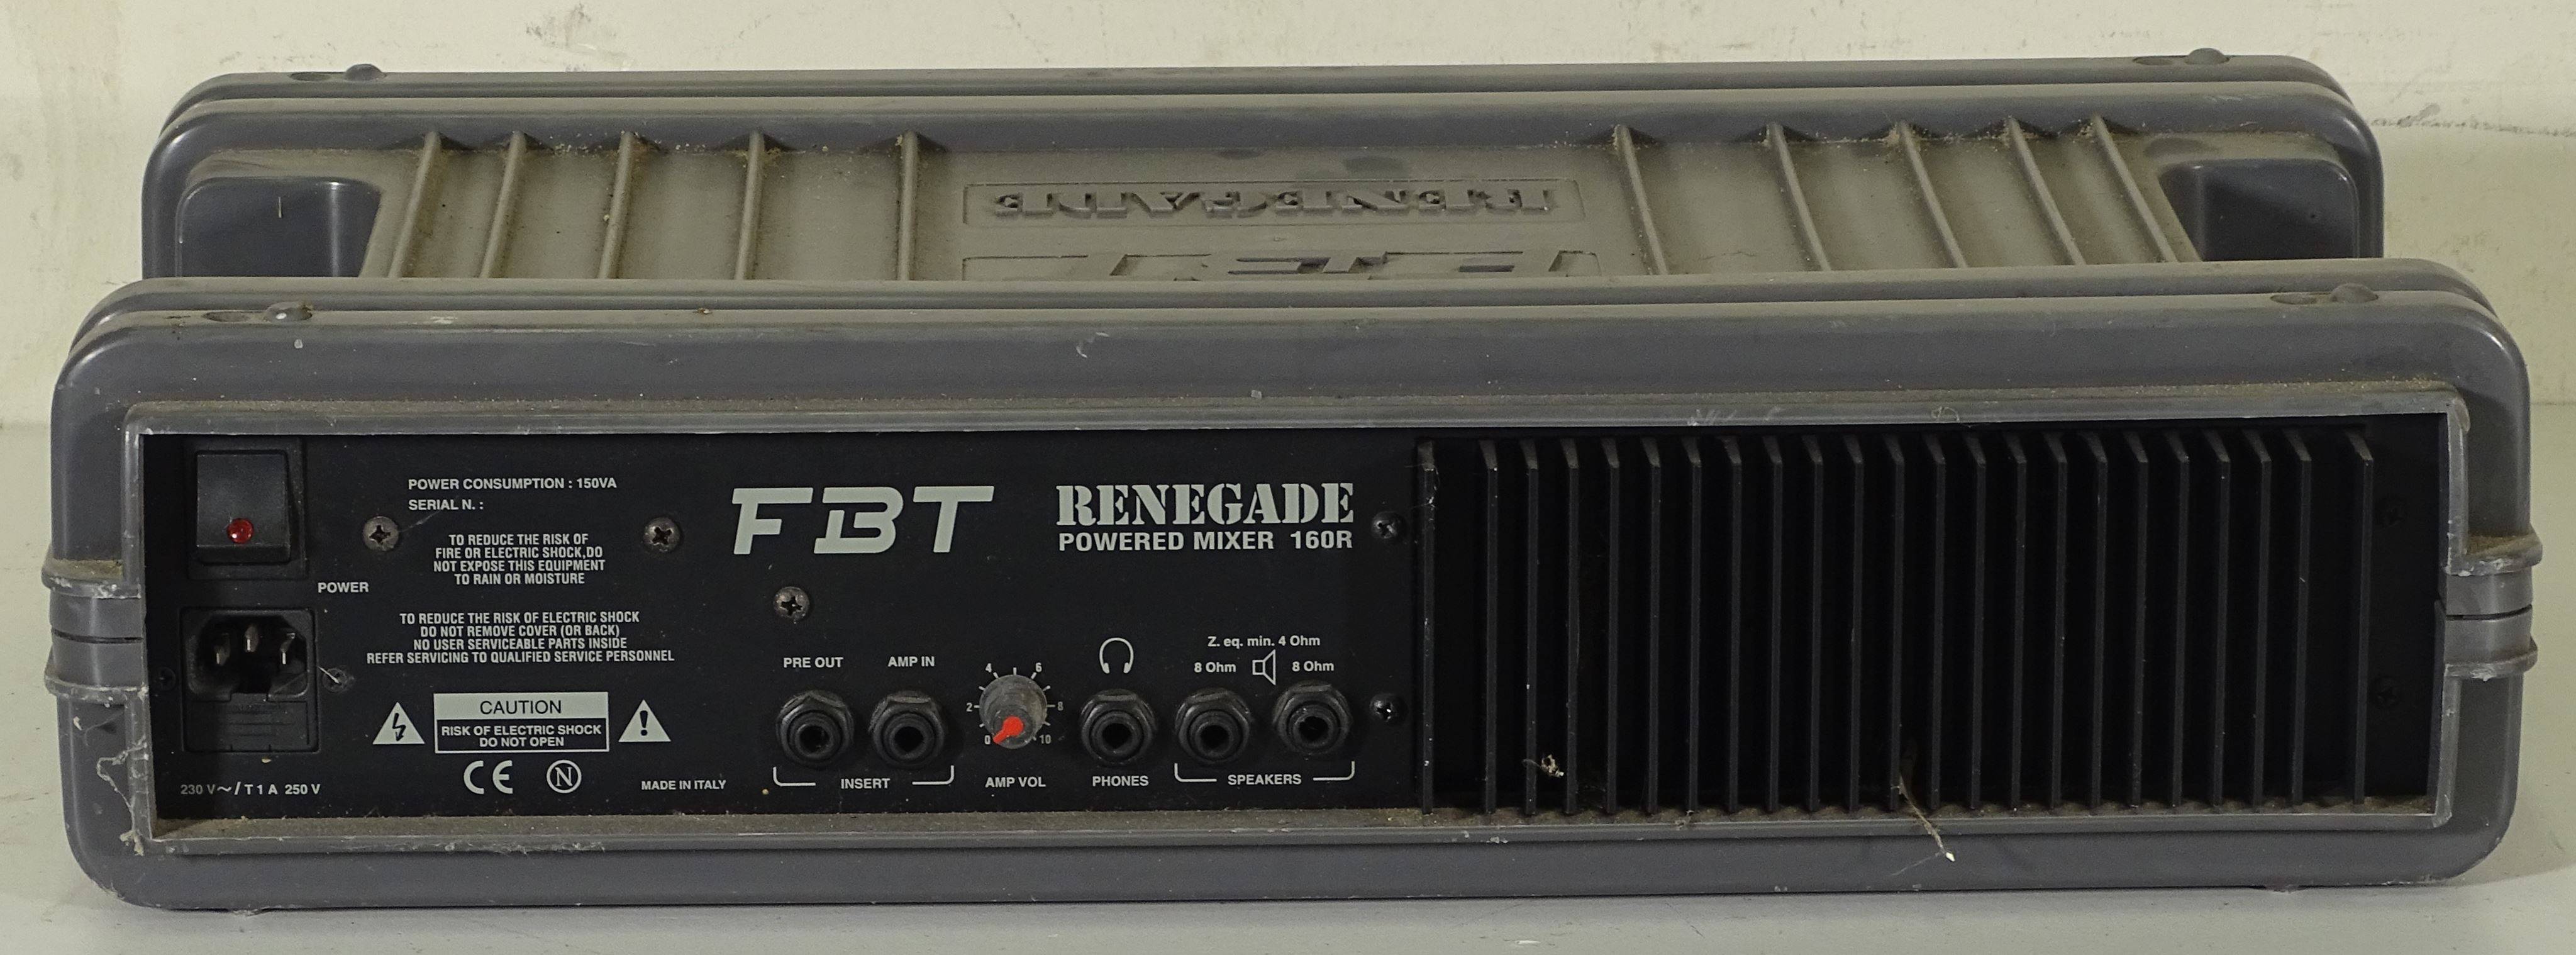 RENEGADE
FBT
POWER CONSUMPTION : 150VA
SERIAL N. :
TO REDUCE THE RISK OF
FIRE OR ELECTRIC SHOCK,DO
NOT EXPOSE THIS EQUIPMENT
TO RAIN OR MOISTURE
POWER
TO REDUCE THE RISK OF ELECTRIC SHOCK
DO NOT REMOVE COVER (OR BACK)
NO USER SERVICEABLE PARTS INSIDE
REFER SERVICING TO QUALIFIED SERVICE PERSONNEL
CAUTION
RISK OF ELECTRIC SHOCK
DO NOT OPEN
CE N
230 V~/ T 1 A 250 V
MADE IN ITALY
FBT
RENEGADE
POWERED MIXER 160R
PRE OUT AMP IN
INSERT
0 2 4 6 8 10
AMP VOL
PHONES
Z. eq. min. 4 Ohm
8 Ohm 8 Ohm
SPEAKERS